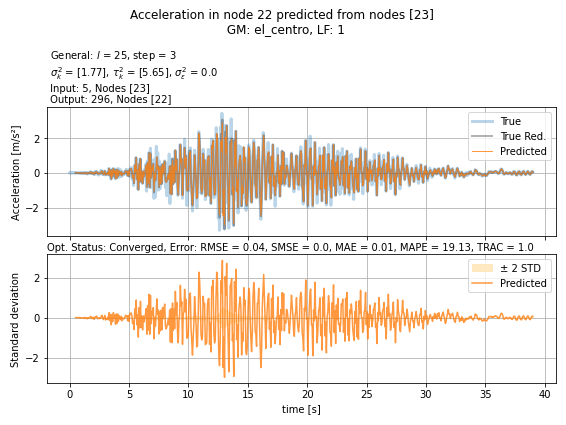 Acceleration in node 22 predicted from nodes [23]
GM: el_centro, LF: 1
General: l = 25, step = 3
σ²ₖ = [1.77], τ²ₖ = [5.65], σ²ε = 0.0
Input: 5, Nodes [23]
Output: 296, Nodes [22]
Acceleration [m/s²]
2
0
−2
True
True Red.
Predicted
Opt. Status: Converged, Error: RMSE = 0.04, SMSE = 0.0, MAE = 0.01, MAPE = 19.13, TRAC = 1.0
Standard deviation
2
0
−2
± 2 STD
Predicted
0 5 10 15 20 25 30 35 40
time [s]